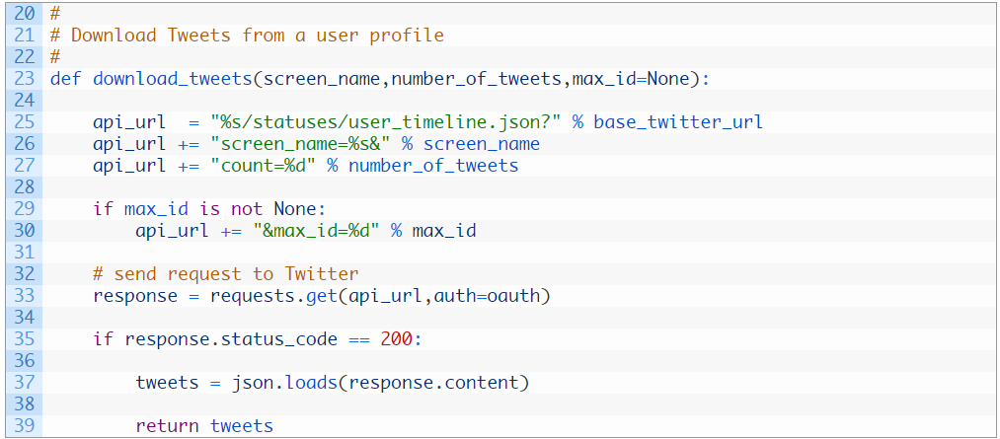 20 #
21 # Download Tweets from a user profile
22 #
23 def download_tweets(screen_name,number_of_tweets,max_id=None):
24
25     api_url  = "%s/statuses/user_timeline.json?" % base_twitter_url
26     api_url += "screen_name=%s&" % screen_name
27     api_url += "count=%d" % number_of_tweets
28
29     if max_id is not None:
30         api_url += "&max_id=%d" % max_id
31
32     # send request to Twitter
33     response = requests.get(api_url,auth=oauth)
34
35     if response.status_code == 200:
36
37         tweets = json.loads(response.content)
38
39         return tweets